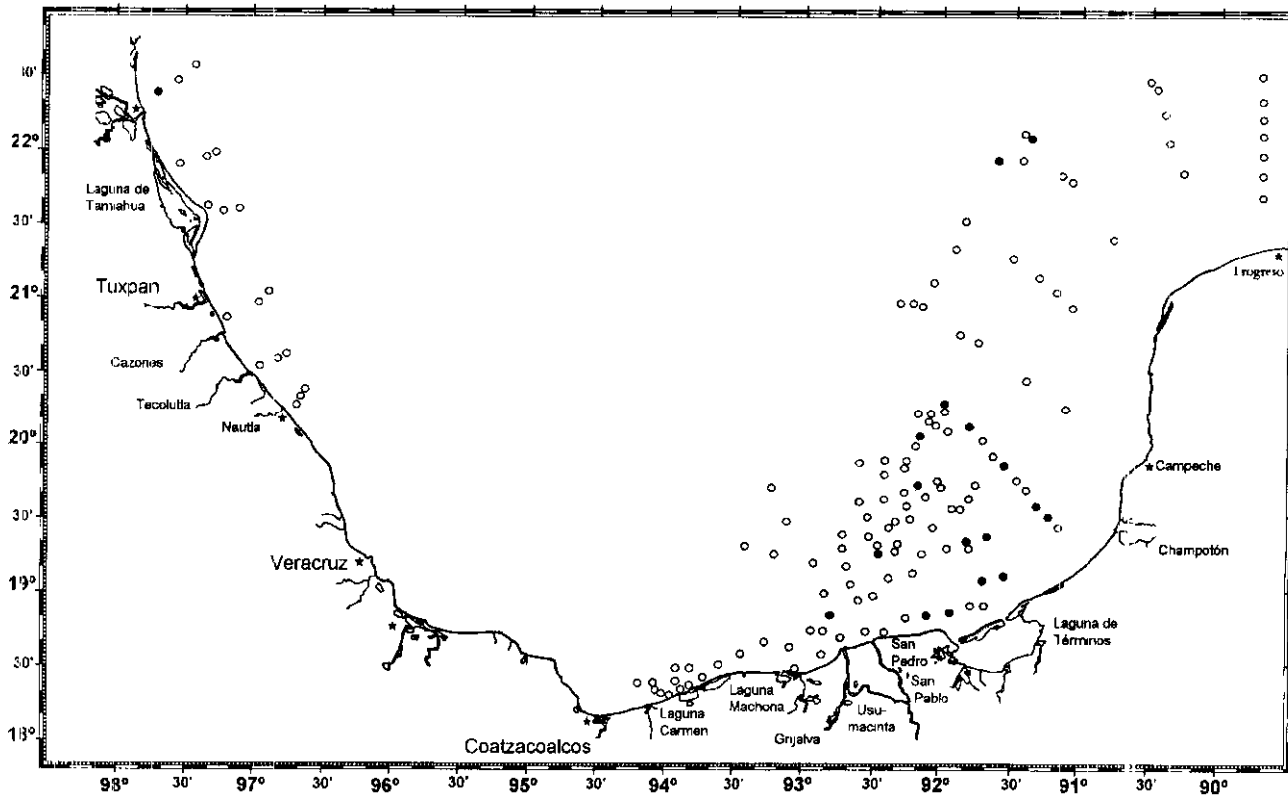 30'
22°
Laguna de
Tamiahua
30'
Progreso
Tuxpan
21°
Cazones
30'
Tecolutla
Nautla
20°
Campeche
30'
Champotón
Veracruz
19°
Laguna de
Términos
San
Pedro
30'
San
Pablo
Laguna
Machona
Laguna
Carmen
Usu-
macinta
18°
Grijalva
Coatzacoalcos
98° 30' 97° 30' 96° 30' 95° 30' 94° 30' 93° 30' 92° 30' 91° 30' 90°